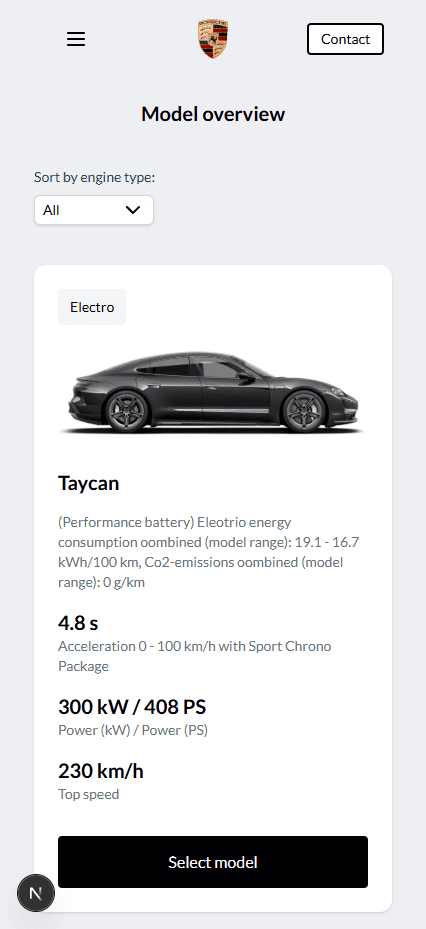 Contact
Model overview
Sort by engine type:
All
Electro
Taycan
(Performance battery) Eleotrio energy
consumption oombined (model range): 19.1 - 16.7
kWh/100 km, Co2-emissions oombined (model
range): 0 g/km
4.8 s
Acceleration 0 - 100 km/h with Sport Chrono
Package
300 kW / 408 PS
Power (kW) / Power (PS)
230 km/h
Top speed
Select model
N